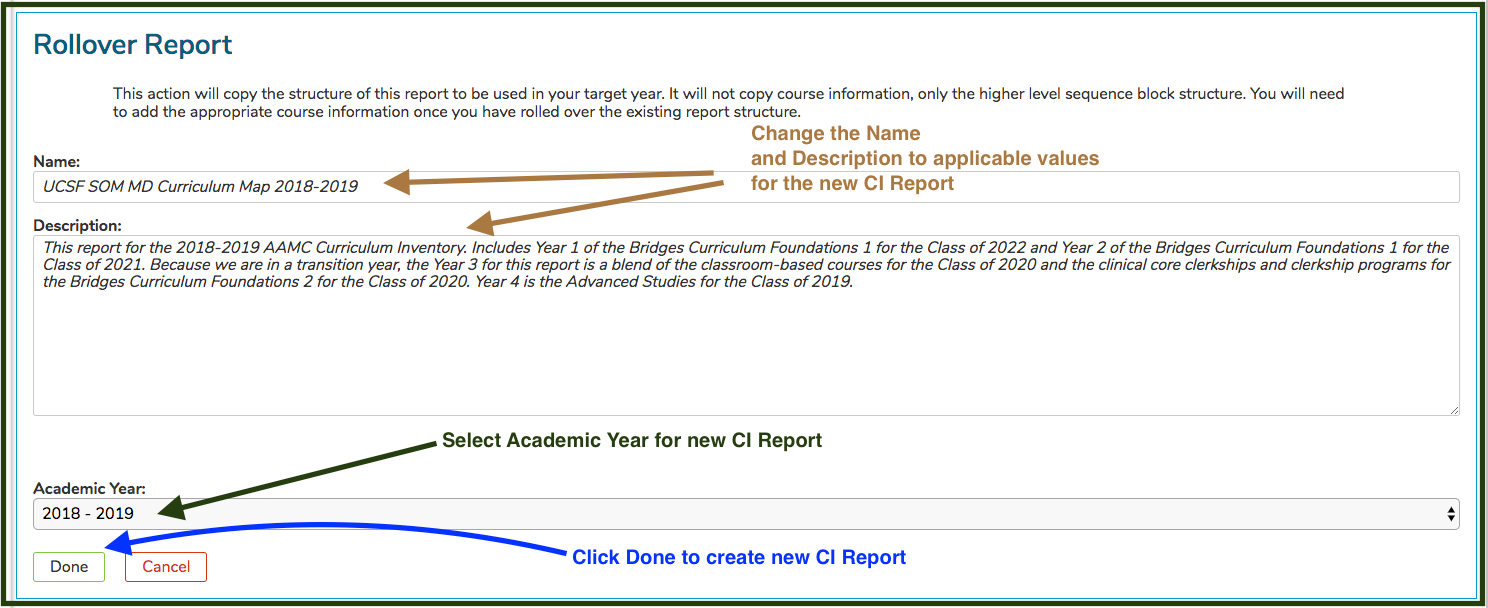 Rollover Report
This action will copy the structure of this report to be used in your target year. It will not copy course information, only the higher level sequence block structure. You will need
to add the appropriate course information once you have rolled over the existing report structure.
Change the Name
and Description to applicable values
for the new CI Report
Name:
UCSF SOM MD Curriculum Map 2018-2019
Description:
This report for the 2018-2019 AAMC Curriculum Inventory. Includes Year 1 of the Bridges Curriculum Foundations 1 for the Class of 2022 and Year 2 of the Bridges Curriculum Foundations 1 for the
Class of 2021. Because we are in a transition year, the Year 3 for this report is a blend of the classroom-based courses for the Class of 2020 and the clinical core clerkships and clerkship programs for
the Bridges Curriculum Foundations 2 for the Class of 2020. Year 4 is the Advanced Studies for the Class of 2019.
Select Academic Year for new CI Report
Academic Year:
2018 - 2019
Click Done to create new CI Report
Done Cancel